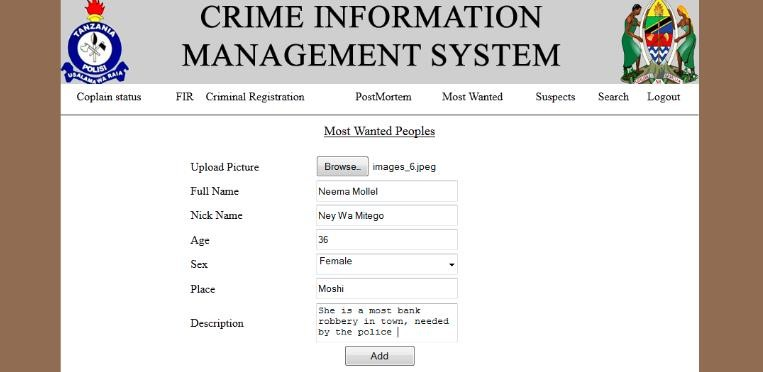 CRIME INFORMATION
MANAGEMENT SYSTEM
TANZANIA
POLISI
USALAMA WA RAIA
Coplain status FIR Criminal Registration PostMortem Most Wanted Suspects Search Logout
Most Wanted Peoples
Upload Picture Browse.. images_6.jpeg
Full Name Neema Mollel
Nick Name Ney Wa Mitego
Age 36
Sex Female
Place Moshi
Description She is a most bank
robbery in town, needed
by the police
Add